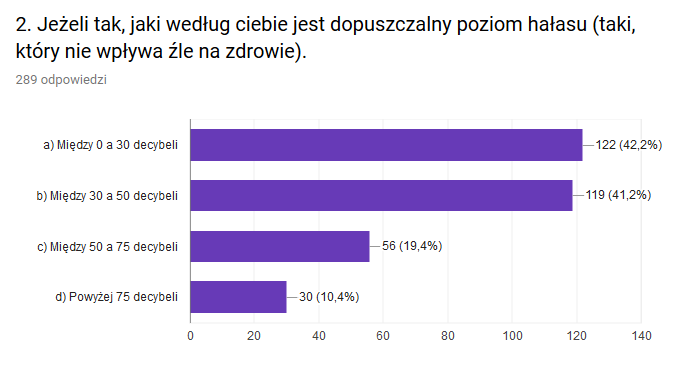 2. Jeżeli tak, jaki według ciebie jest dopuszczalny poziom hałasu (taki,
który nie wpływa źle na zdrowie).
289 odpowiedzi
a) Między 0 a 30 decybeli
122 (42,2%)
b) Między 30 a 50 decybeli
119 (41,2%)
c) Między 50 a 75 decybeli
56 (19,4%)
d) Powyżej 75 decybeli
30 (10,4%)
0 20 40 60 80 100 120 140